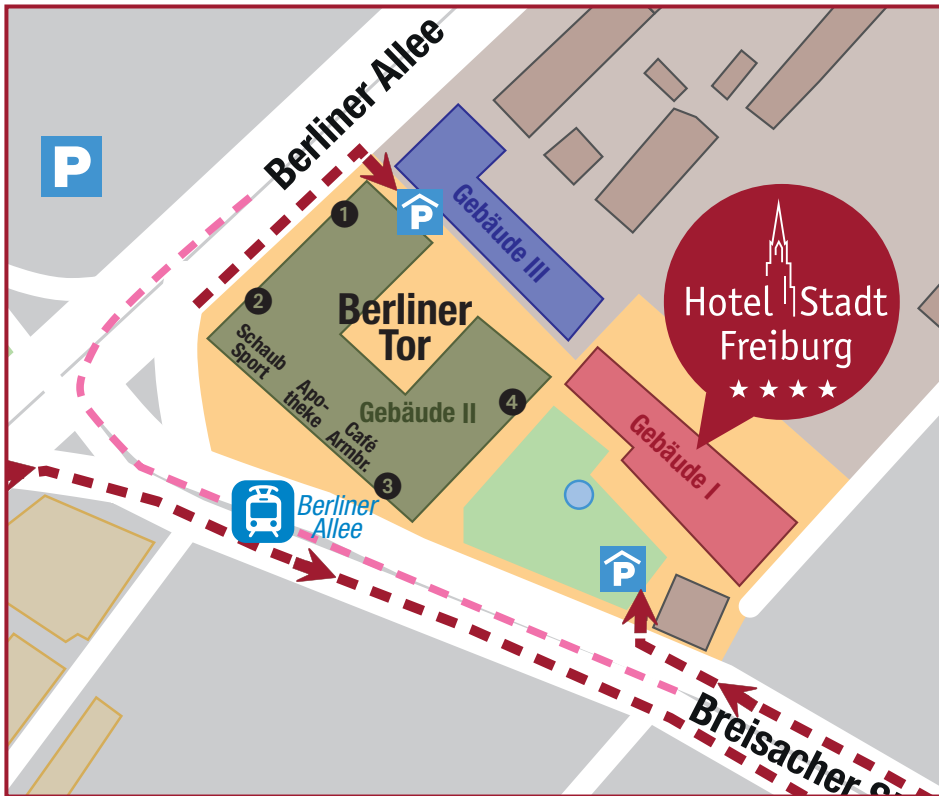 Berliner Allee
P
1
P
Gebäude III
2
Berliner
Tor
Hotel Stadt
Freiburg
Schaub
Sport
Apo-
theke
Café
Armbr.
Gebäude II
4
3
Gebäude I
Berliner
Allee
P
Breisacher